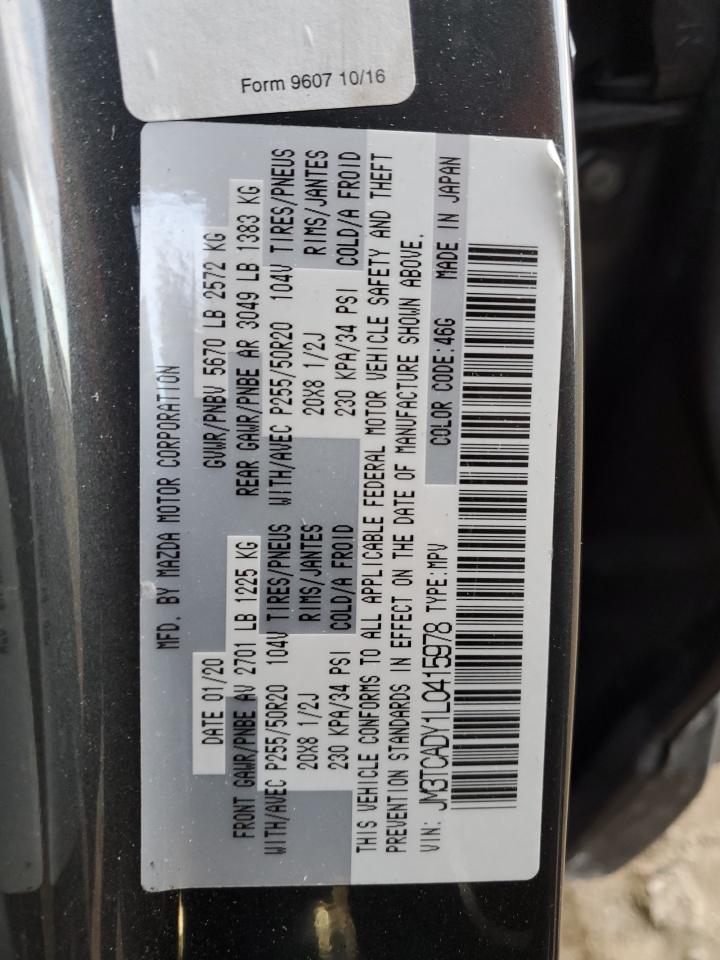 Form 9607 10/16
MFD. BY MAZDA MOTOR CORPORATION
DATE 01/20 GVWR/PNBV 5670 LB 2572 KG
FRONT GAWR/PNBE AV 2701 LB 1225 KG REAR GAWR/PNBE AR 3049 LB 1383 KG
WITH/AVEC P255/50R20 104V TIRES/PNEUS WITH/AVEC P255/50R20 104V TIRES/PNEUS
20X8 1/2J RIMS/JANTES 20X8 1/2J RIMS/JANTES
230 KPA/34 PSI COLD/A FROID 230 KPA/34 PSI COLD/A FROID
THIS VEHICLE CONFORMS TO ALL APPLICABLE FEDERAL MOTOR VEHICLE SAFETY AND THEFT
PREVENTION STANDARDS IN EFFECT ON THE DATE OF MANUFACTURE SHOWN ABOVE.
VIN: JM3TCADY1L0415978 TYPE:MPV COLOR CODE:46G MADE IN JAPAN